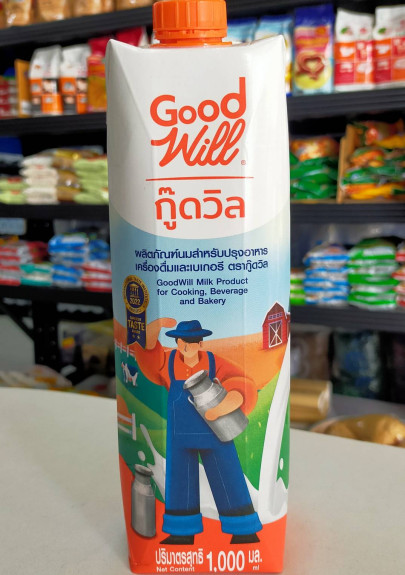 Good
Will®
กู๊ดวิล
ผลิตภัณฑ์นมสำหรับปรุงอาหาร
เครื่องดื่มและเบเกอรี ตรากู๊ดวิล
GoodWill Milk Product
for Cooking, Beverage
and Bakery
2022
TASTE
ปริมาตรสุทธิ 1,000 มล.
Net Content ml